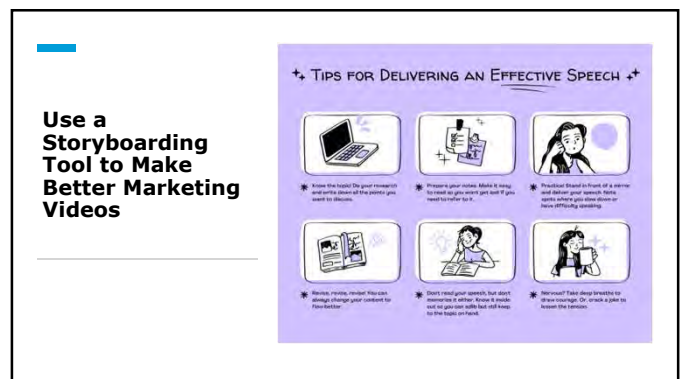 Use a
Storyboarding
Tool to Make
Better Marketing
Videos
TIPS FOR DELIVERING AN EFFECTIVE SPEECH
Know the topic! Do your research
and write down all the points you
want to discuss.
Prepare your notes. Make it easy
to read so you wont get lost if you
need to refer to it.
Practical Stand in front of a mirror
and deliver your speech. Note
spots where you slow down or
have difficulty speaking.
Revise, revise, revise! You can
always change your content to
flow better.
Don't read your speech, but don't
memorize it either. Know it inside
out so you can adlib but still keep
to the topic on hand.
Nervous? Take deep breaths to
draw courage. Or, crack a joke to
lessen the tension.